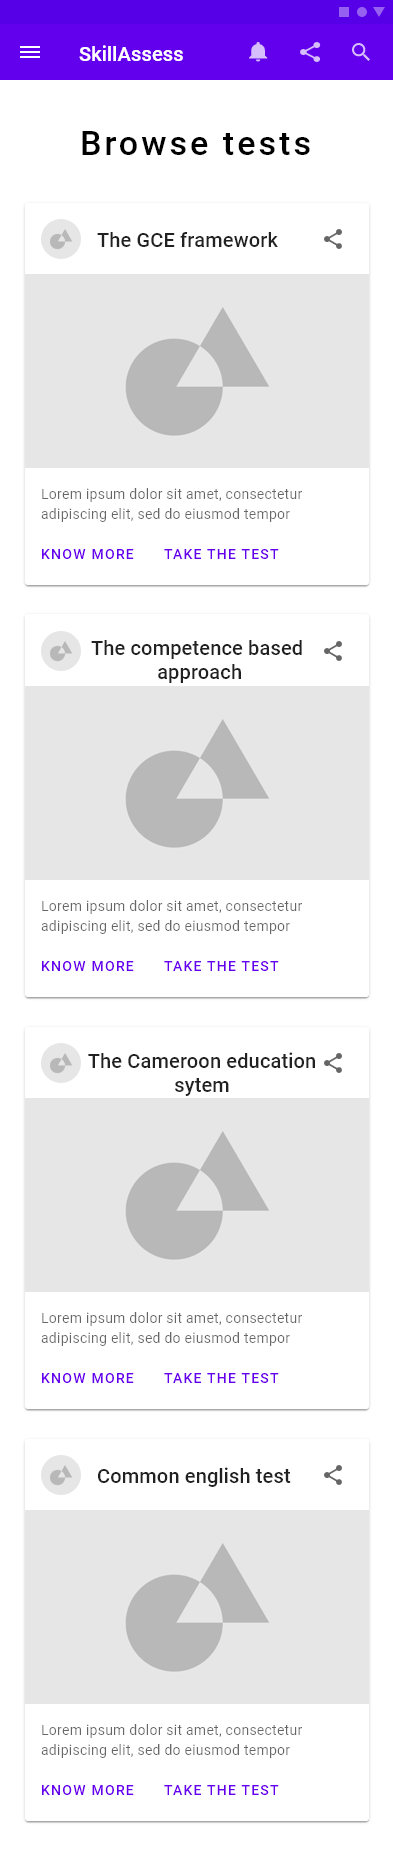 SkillAssess
Browse tests
The GCE framework
Lorem ipsum dolor sit amet, consectetur
adipiscing elit, sed do eiusmod tempor
KNOW MORE TAKE THE TEST
The competence based
approach
Lorem ipsum dolor sit amet, consectetur
adipiscing elit, sed do eiusmod tempor
KNOW MORE TAKE THE TEST
The Cameroon education
sytem
Lorem ipsum dolor sit amet, consectetur
adipiscing elit, sed do eiusmod tempor
KNOW MORE TAKE THE TEST
Common english test
Lorem ipsum dolor sit amet, consectetur
adipiscing elit, sed do eiusmod tempor
KNOW MORE TAKE THE TEST